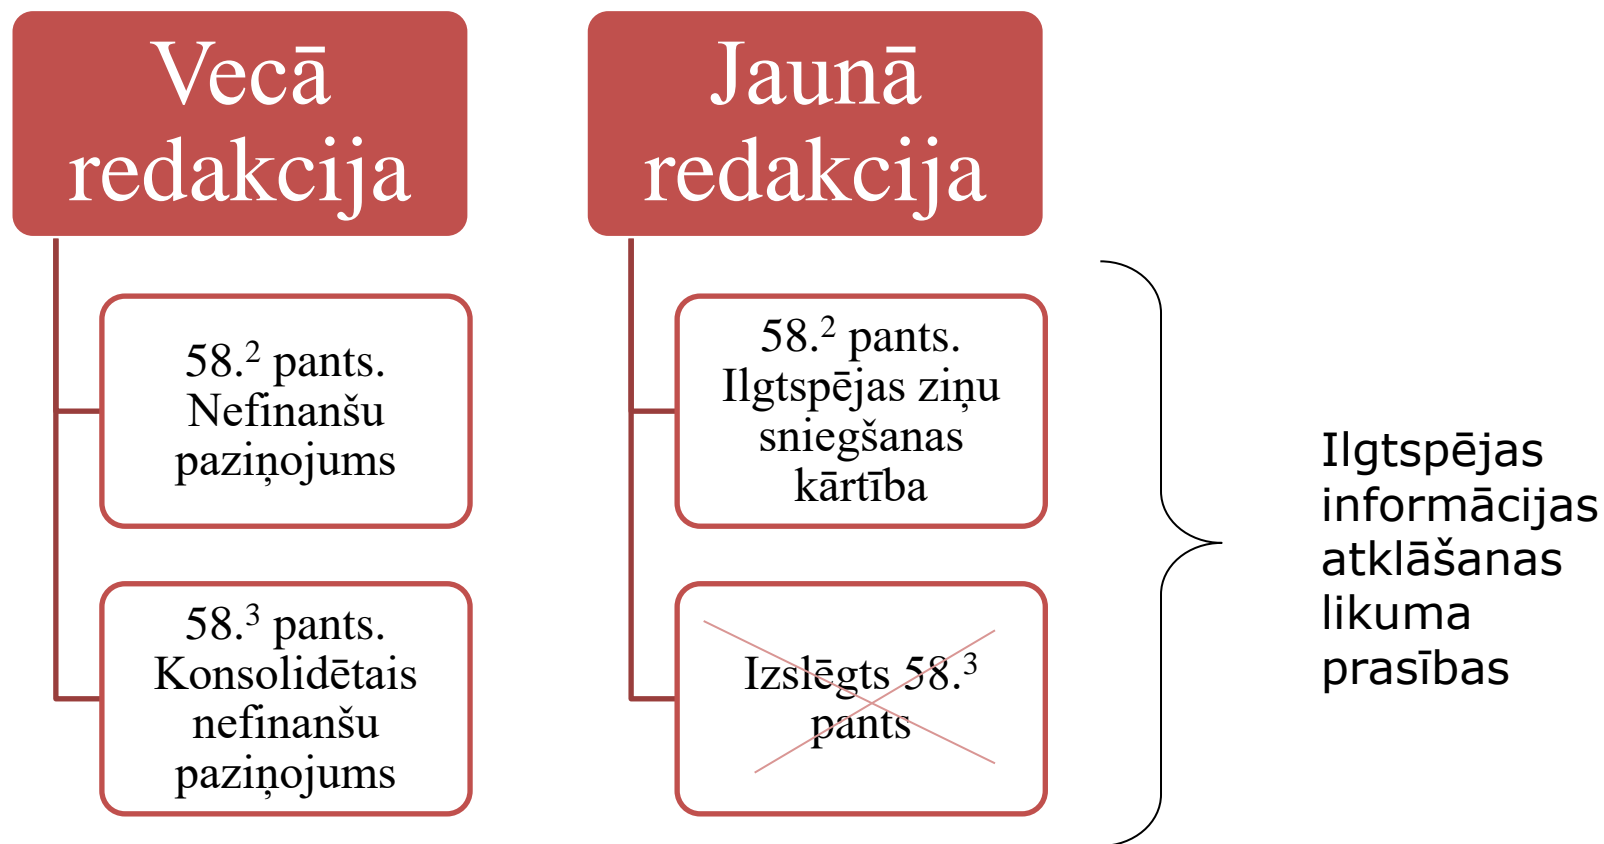 Vecā
redakcija
58.² pants.
Nefinanšu
paziņojums
58.³ pants.
Konsolidētais
nefinanšu
paziņojums
Jaunā
redakcija
58.² pants.
Ilgtspējas ziņu
sniegšanas
kārtība
Izslēgts 58.³
pants
Ilgtspējas
informācijas
atklāšanas
likuma
prasības